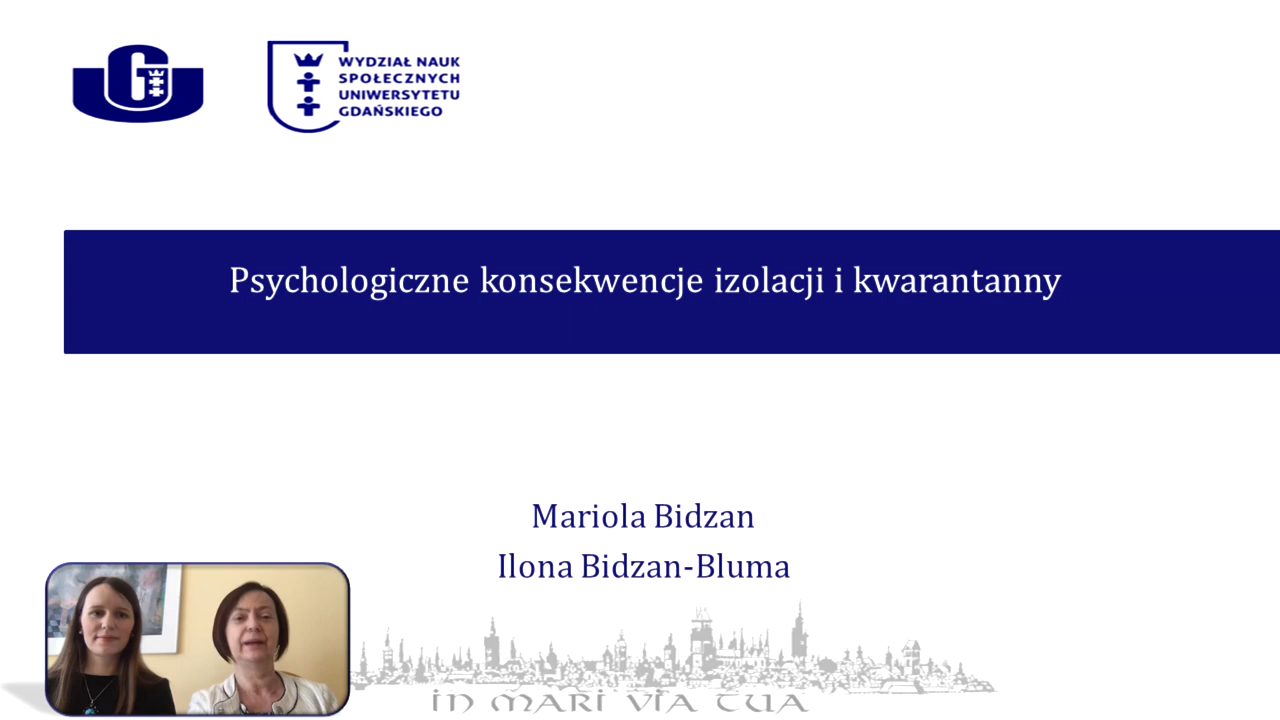 G
WYDZIAŁ NAUK
SPOŁECZNYCH
UNIWERSYTETU
GDAŃSKIEGO
Psychologiczne konsekwencje izolacji i kwarantanny
Mariola Bidzan
Ilona Bidzan-Bluma
in mari via tua